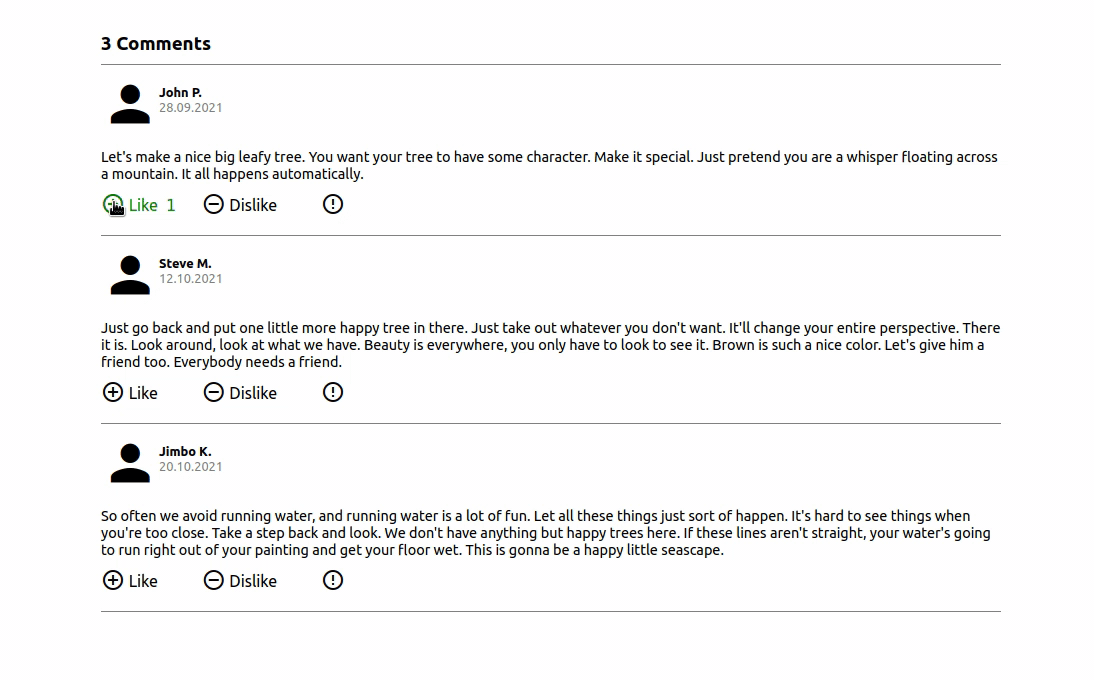 3 Comments
John P.
28.09.2021
Let's make a nice big leafy tree. You want your tree to have some character. Make it special. Just pretend you are a whisper floating across
a mountain. It all happens automatically.
Like 1 Dislike
Steve M.
12.10.2021
Just go back and put one little more happy tree in there. Just take out whatever you don't want. It'll change your entire perspective. There
it is. Look around, look at what we have. Beauty is everywhere, you only have to look to see it. Brown is such a nice color. Let's give him a
friend too. Everybody needs a friend.
Like Dislike
Jimbo K.
20.10.2021
So often we avoid running water, and running water is a lot of fun. Let all these things just sort of happen. It's hard to see things when
you're too close. Take a step back and look. We don't have anything but happy trees here. If these lines aren't straight, your water's going
to run right out of your painting and get your floor wet. This is gonna be a happy little seascape.
Like Dislike